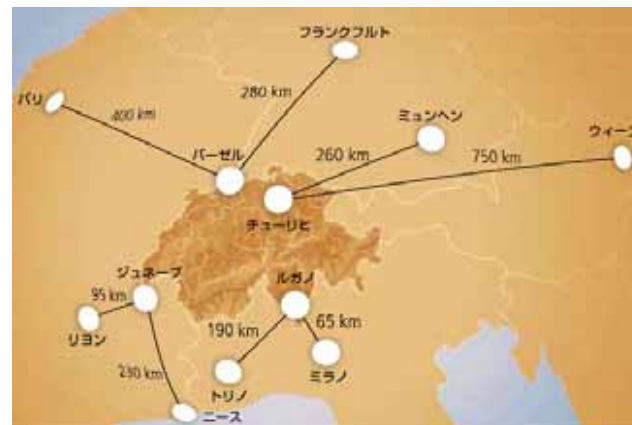 フランクフルト
パリ
400 km
280 km
ミュンヘン
ウィーン
バーゼル
260 km
750 km
チューリヒ
ジュネーブ
ルガノ
95 km
リヨン
190 km
65 km
230 km
トリノ
ミラノ
ニース